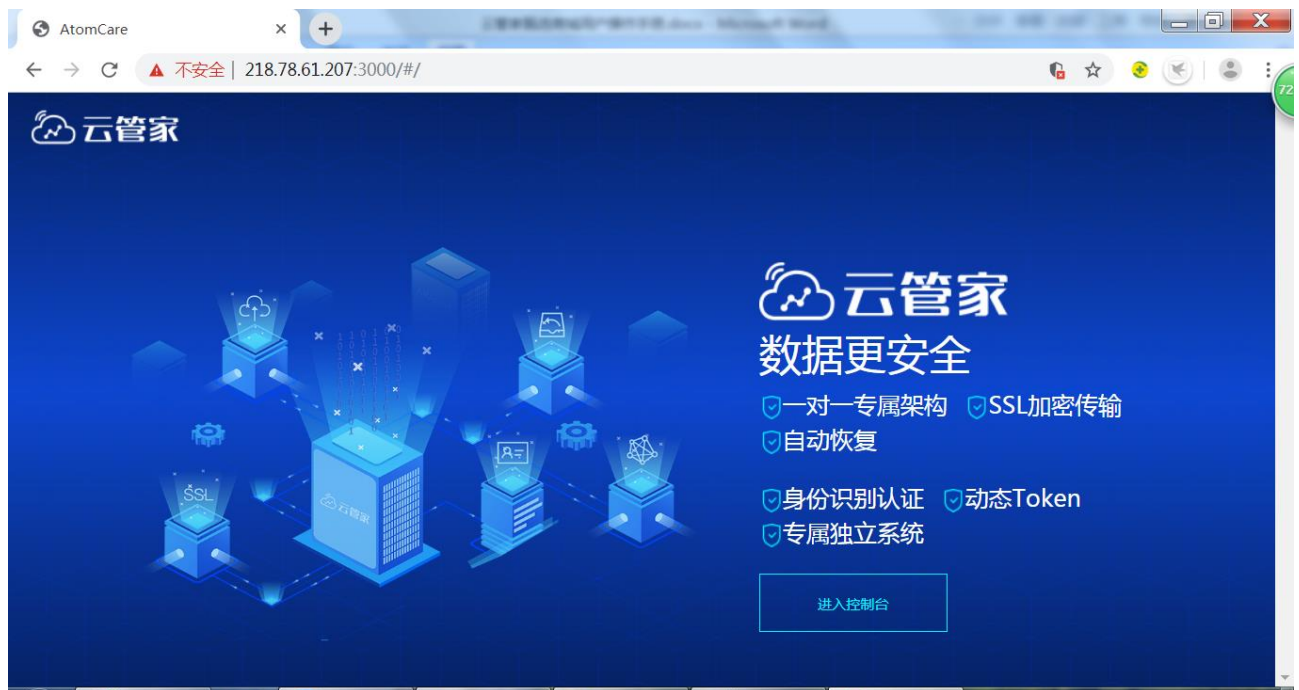 AtomCare
不安全 | 218.78.61.207:3000/#/
72
云管家
云管家
数据更安全
一对一专属架构 SSL加密传输
自动恢复
身份识别认证 动态Token
专属独立系统
进入控制台
SSL
云管家